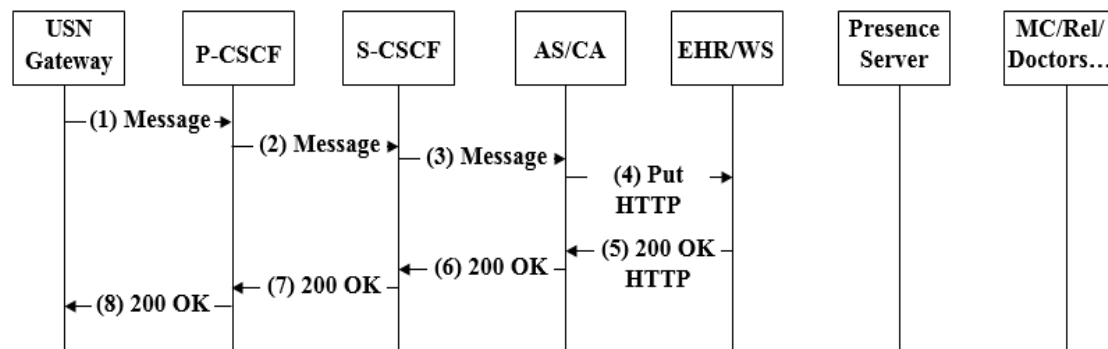 USN
Gateway
P-CSCF
S-CSCF
AS/CA
EHR/WS
Presence
Server
MC/Rel/
Doctors…
(1) Message
(2) Message
(3) Message
(4) Put
HTTP
(5) 200 OK
HTTP
(6) 200 OK
(7) 200 OK
(8) 200 OK